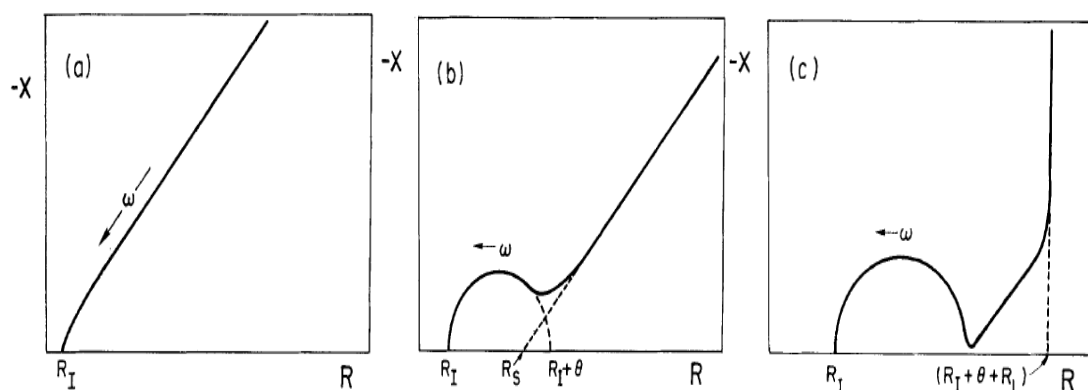 (a)
-X
ω
R_I
R
(b)
-X
ω
R_I
R_S
R_I+θ
R
(c)
-X
ω
R_I
(R_I+θ+R_L)
R